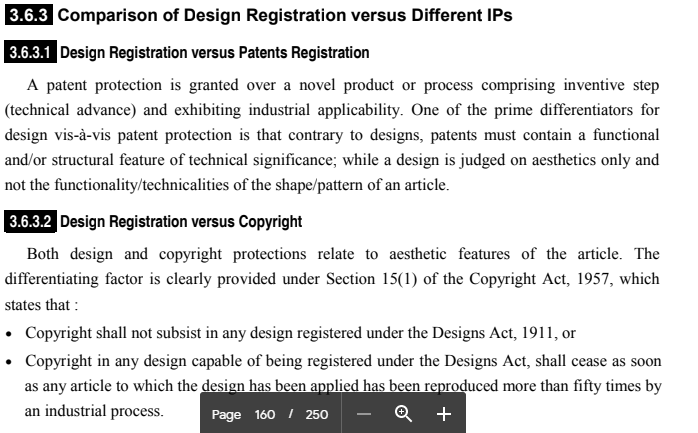 3.6.3 Comparison of Design Registration versus Different IPs
3.6.3.1 Design Registration versus Patents Registration
A patent protection is granted over a novel product or process comprising inventive step
(technical advance) and exhibiting industrial applicability. One of the prime differentiators for
design vis-à-vis patent protection is that contrary to designs, patents must contain a functional
and/or structural feature of technical significance; while a design is judged on aesthetics only and
not the functionality/technicalities of the shape/pattern of an article.
3.6.3.2 Design Registration versus Copyright
Both design and copyright protections relate to aesthetic features of the article. The
differentiating factor is clearly provided under Section 15(1) of the Copyright Act, 1957, which
states that :
• Copyright shall not subsist in any design registered under the Designs Act, 1911, or
• Copyright in any design capable of being registered under the Designs Act, shall cease as soon
as any article to which the design has been applied has been reproduced more than fifty times by
an industrial process.
Page 160 / 250